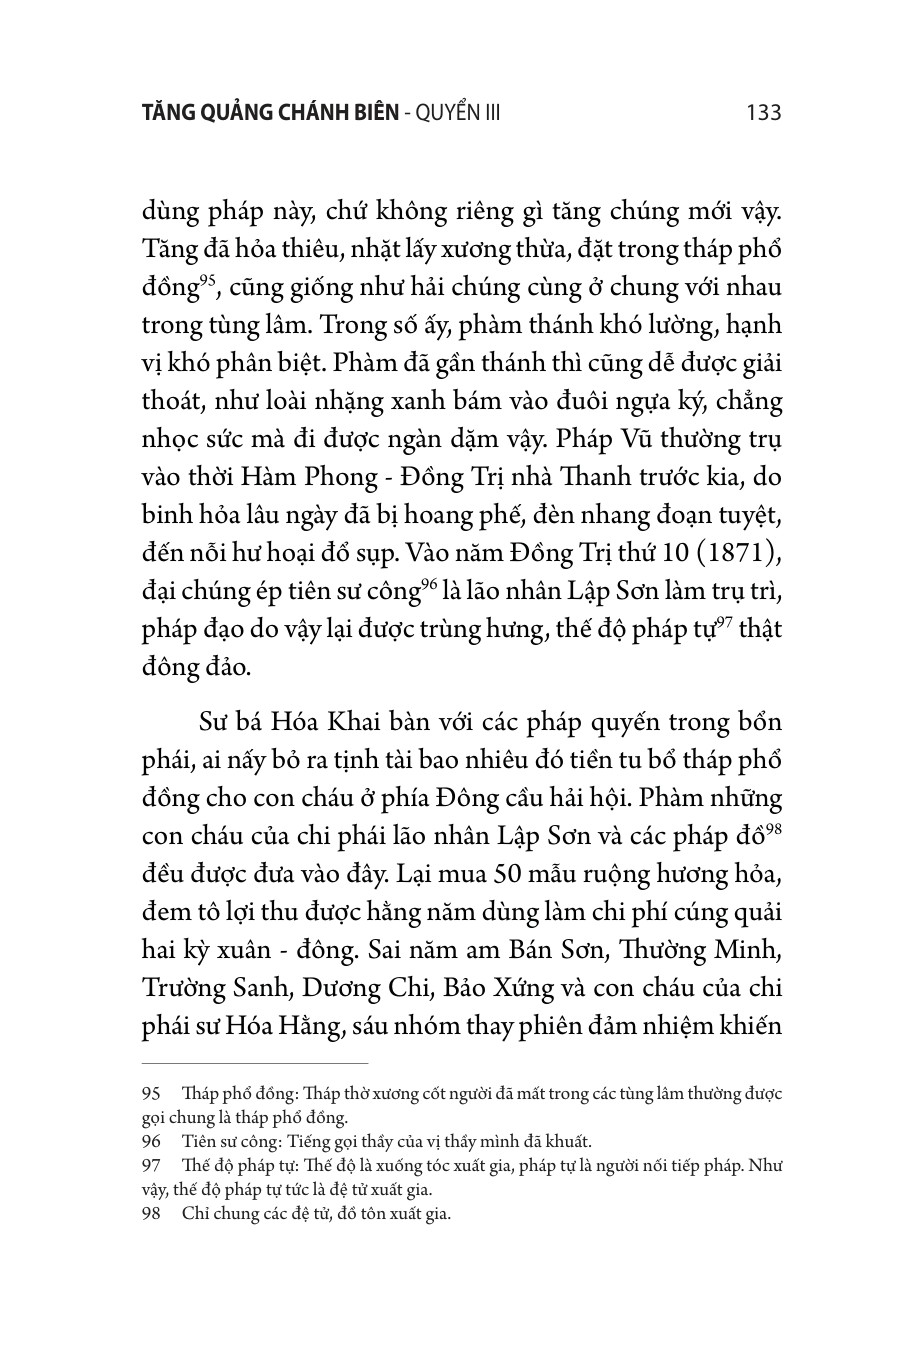 TĂNG QUẢNG CHÁNH BIÊN - QUYỂN III 133
dùng pháp này, chứ không riêng gì tăng chúng mới vậy.
Tăng đã hỏa thiêu, nhặt lấy xương thừa, đặt trong tháp phổ
đồng95, cũng giống như hải chúng cùng ở chung với nhau
trong tùng lâm. Trong số ấy, phàm thánh khó lường, hạnh
vị khó phân biệt. Phàm đã gần thánh thì cũng dễ được giải
thoát, như loài nhặng xanh bám vào đuôi ngựa ký, chẳng
nhọc sức mà đi được ngàn dặm vậy. Pháp Vũ thường trụ
vào thời Hàm Phong - Đồng Trị nhà Thanh trước kia, do
binh hỏa lâu ngày đã bị hoang phế, đèn nhang đoạn tuyệt,
đến nỗi hư hoại đổ sụp. Vào năm Đồng Trị thứ 10 (1871),
đại chúng ép tiên sư công96 là lão nhân Lập Sơn làm trụ trì,
pháp đạo do vậy lại được trùng hưng, thế độ pháp tự97 thật
đông đảo.
Sư bá Hóa Khai bàn với các pháp quyến trong bổn
phái, ai nấy bỏ ra tịnh tài bao nhiêu đó tiền tu bổ tháp phổ
đồng cho con cháu ở phía Đông cầu hải hội. Phàm những
con cháu của chi phái lão nhân Lập Sơn và các pháp đồ98
đều được đưa vào đây. Lại mua 50 mẫu ruộng hương hỏa,
đem tô lợi thu được hằng năm dùng làm chi phí cúng quải
hai kỳ xuân - đông. Sai năm am Bán Sơn, Thường Minh,
Trường Sanh, Dương Chi, Bảo Xứng và con cháu của chi
phái sư Hóa Hằng, sáu nhóm thay phiên đảm nhiệm khiến
95 Tháp phổ đồng: Tháp thờ xương cốt người đã mất trong các tùng lâm thường được
gọi chung là tháp phổ đồng.
96 Tiên sư công: Tiếng gọi thầy của vị thầy mình đã khuất.
97 Thế độ pháp tự: Thế độ là xuống tóc xuất gia, pháp tự là người nối tiếp pháp. Như
vậy, thế độ pháp tự tức là đệ tử xuất gia.
98 Chỉ chung các đệ tử, đồ tôn xuất gia.